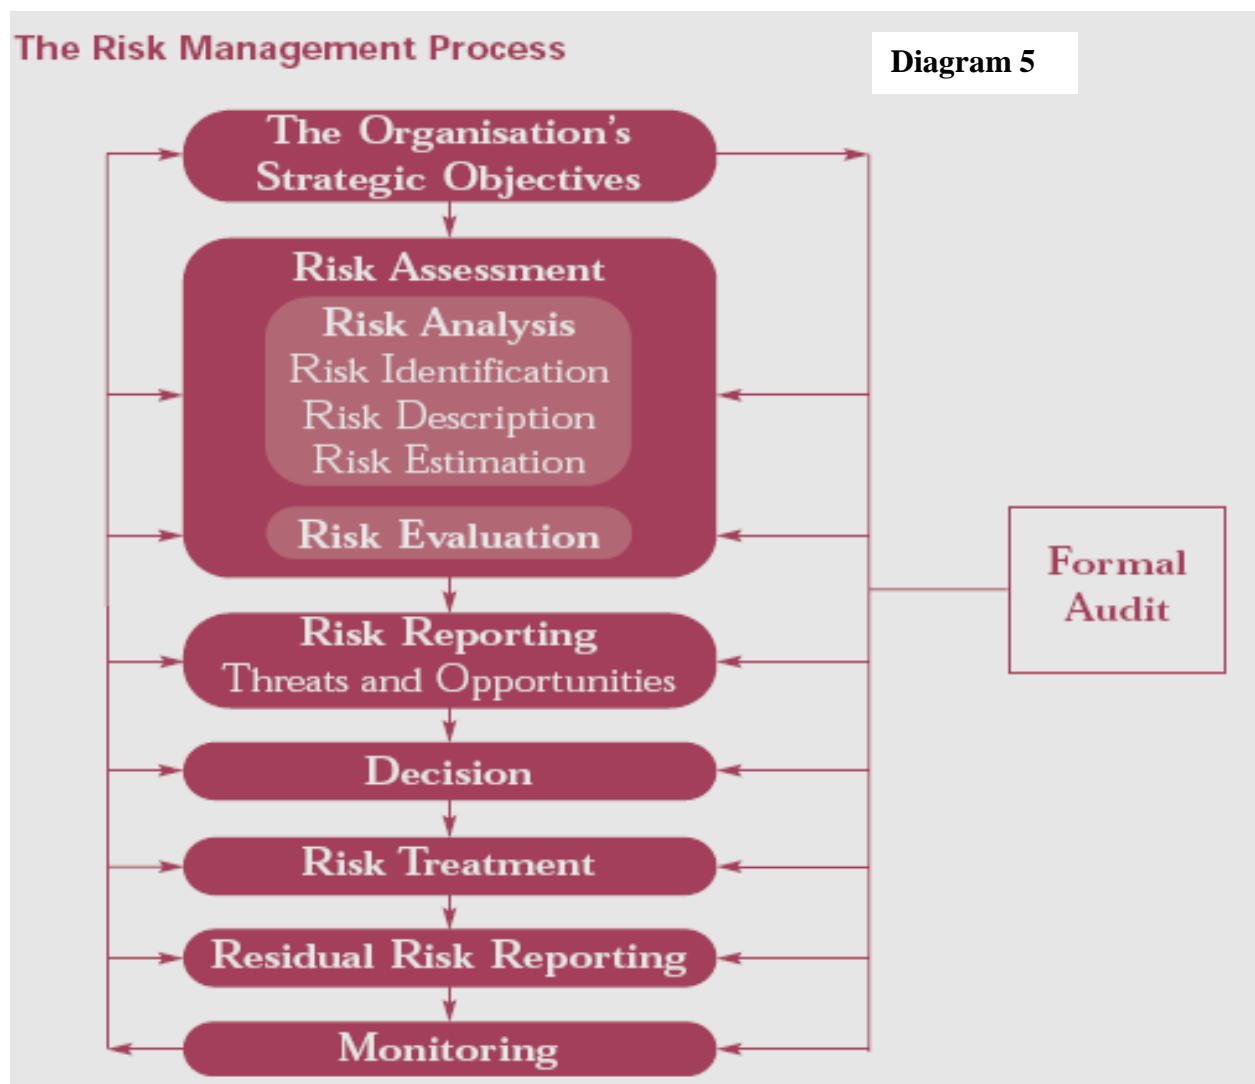 The Risk Management Process
Diagram 5
The Organisation's
Strategic Objectives
Risk Assessment
Risk Analysis
Risk Identification
Risk Description
Risk Estimation
Risk Evaluation
Formal
Audit
Risk Reporting
Threats and Opportunities
Decision
Risk Treatment
Residual Risk Reporting
Monitoring